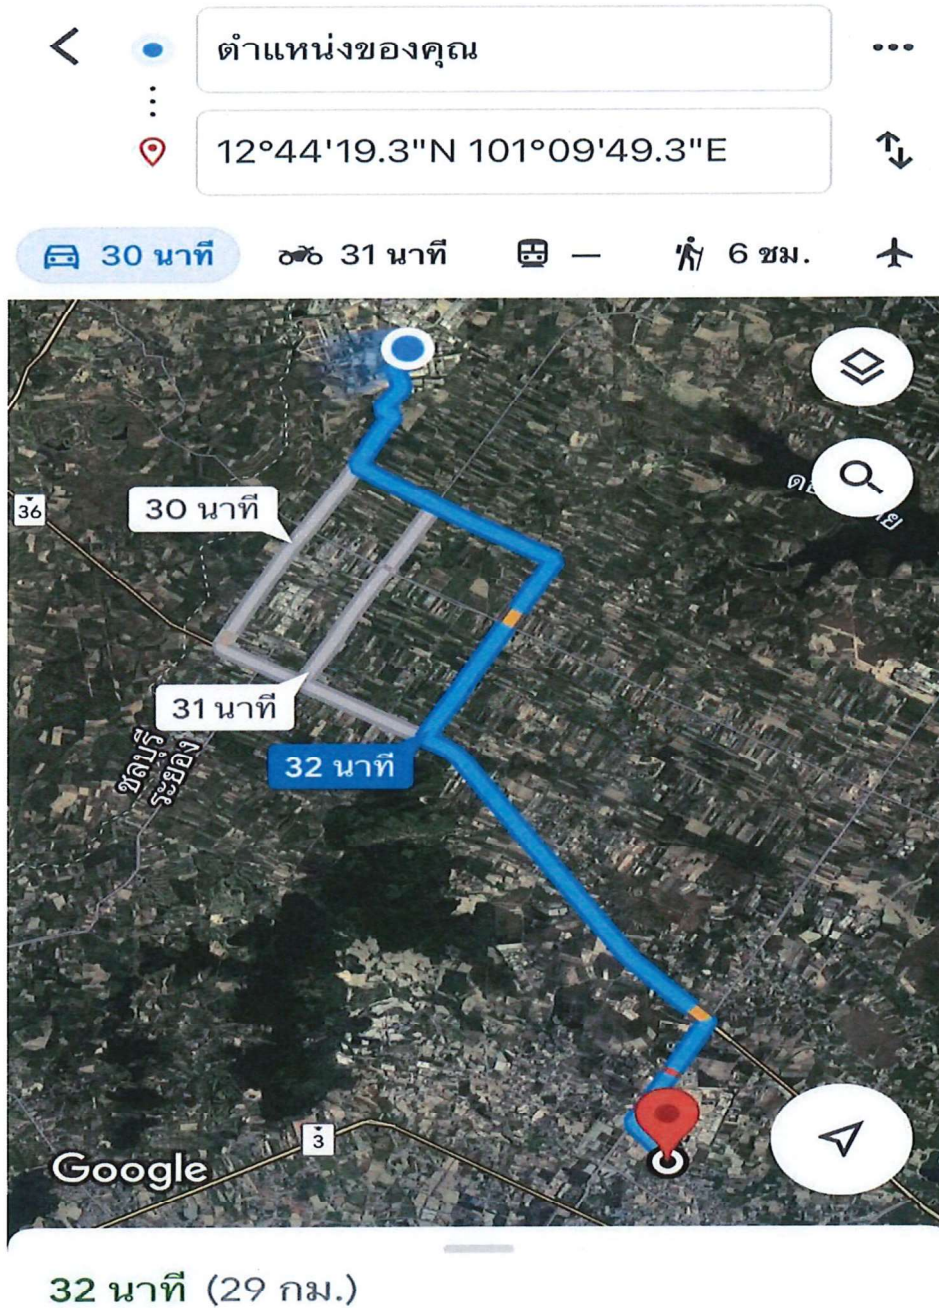 ตำแหน่งของคุณ
12°44'19.3"N 101°09'49.3"E
30 นาที
31 นาที
—
6 ชม.
36
30 นาที
31 นาที
ชลบุรี
ระยอง
32 นาที
3
Google
32 นาที (29 กม.)